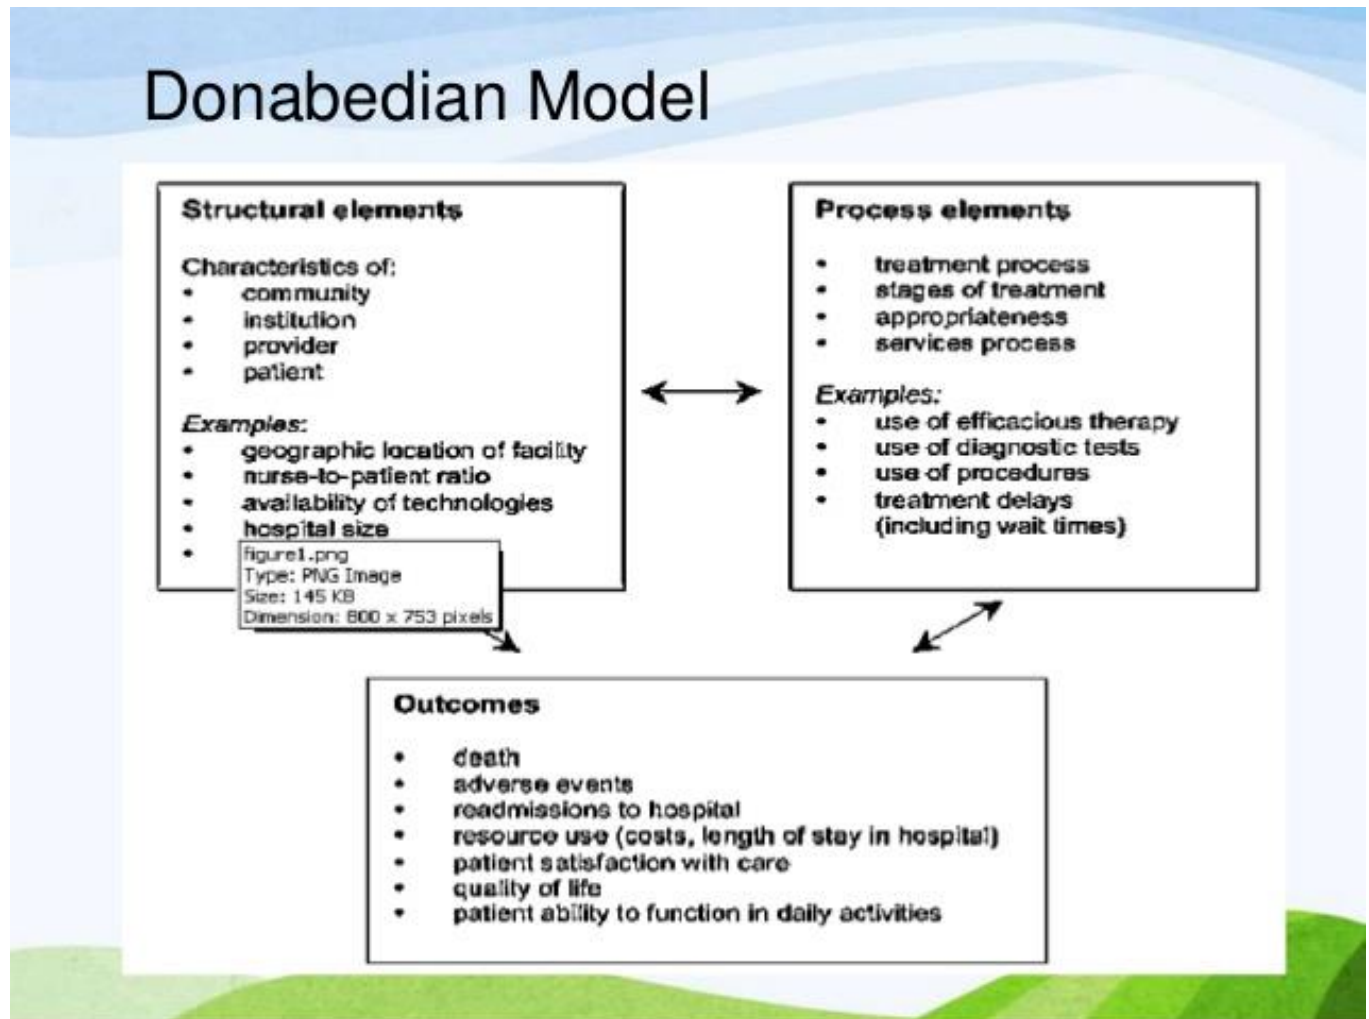 Donabedian Model
Structural elements
Characteristics of:
• community
• institution
• provider
• patient
Examples:
• geographic location of facility
• nurse-to-patient ratio
• availability of technologies
• hospital size
•
figure1.png
Type: PNG Image
Size: 145 KB
Dimension: 800 x 753 pixels
Process elements
• treatment process
• stages of treatment
• appropriateness
• services process
Examples:
• use of efficacious therapy
• use of diagnostic tests
• use of procedures
• treatment delays
(including wait times)
Outcomes
• death
• adverse events
• readmissions to hospital
• resource use (costs, length of stay in hospital)
• patient satisfaction with care
• quality of life
• patient ability to function in daily activities